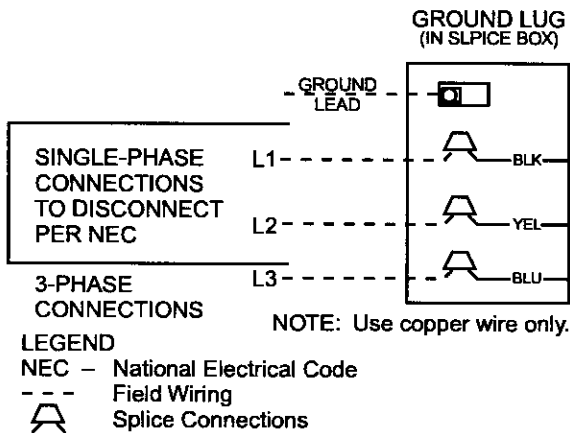 GROUND LUG
(IN SLPICE BOX)
GROUND
LEAD
SINGLE-PHASE
CONNECTIONS
TO DISCONNECT
PER NEC
L1
BLK
L2
YEL
L3
BLU
3-PHASE
CONNECTIONS
NOTE: Use copper wire only.
LEGEND
NEC – National Electrical Code
Field Wiring
Splice Connections